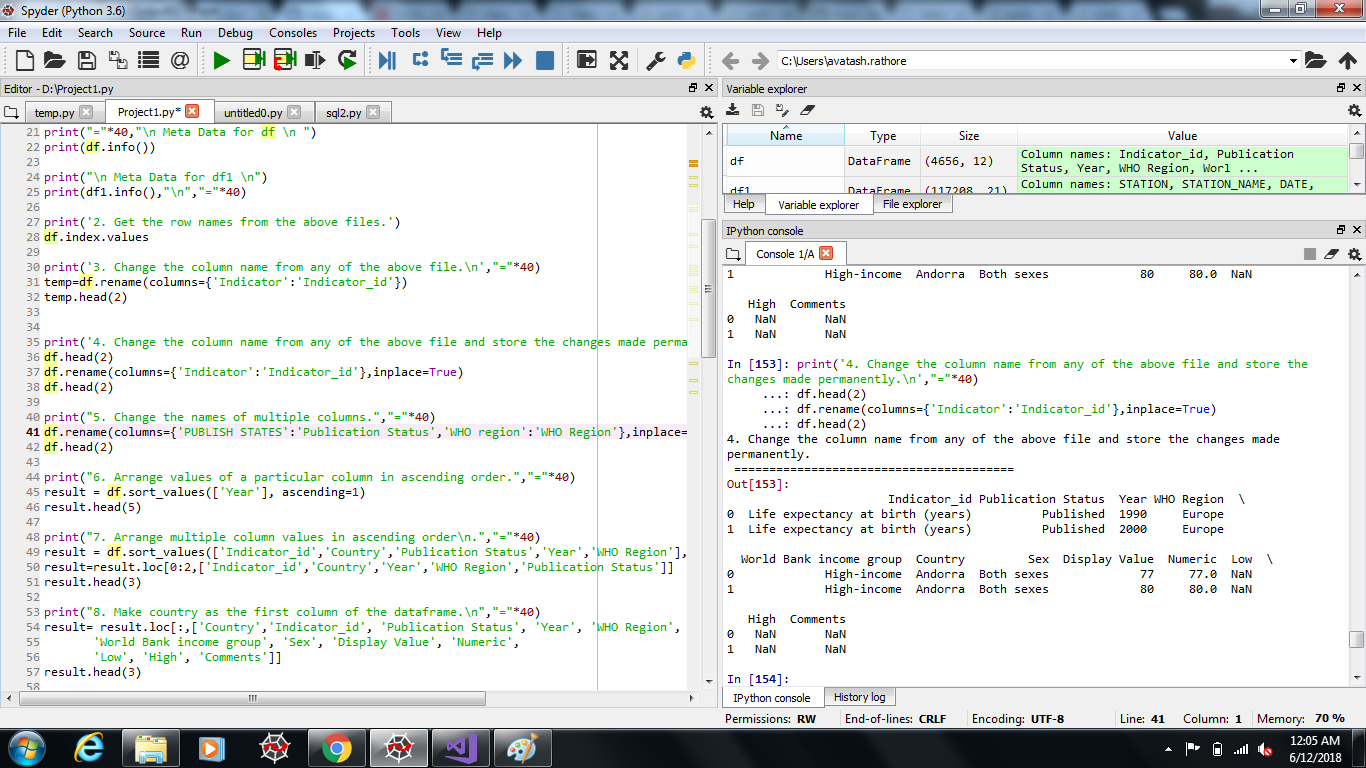 Spyder (Python 3.6)
File Edit Search Source Run Debug Consoles Projects Tools View Help
C:\Users\avatash.rathore
Editor - D:\Project1.py
temp.py Project1.py* untitled0.py sql2.py
21 print("="*40,"\n Meta Data for df \n ")
22 print(df.info())
23
24 print("\n Meta Data for df1 \n")
25 print(df1.info(),"\n","="*40)
26
27 print('2. Get the row names from the above files.')
28 df.index.values
29
30 print('3. Change the column name from any of the above file.\n',"="*40)
31 temp=df.rename(columns={'Indicator':'Indicator_id'})
32 temp.head(2)
33
34
35 print('4. Change the column name from any of the above file and store the changes made perma
36 df.head(2)
37 df.rename(columns={'Indicator':'Indicator_id'},inplace=True)
38 df.head(2)
39
40 print("5. Change the names of multiple columns.","="*40)
41 df.rename(columns={'PUBLISH STATES':'Publication Status','WHO region':'WHO Region'},inplace=
42 df.head(2)
43
44 print("6. Arrange values of a particular column in ascending order.","="*40)
45 result = df.sort_values(['Year'], ascending=1)
46 result.head(5)
47
48 print("7. Arrange multiple column values in ascending order\n.","="*40)
49 result = df.sort_values(['Indicator_id','Country','Publication Status','Year','WHO Region'],
50 result=result.loc[0:2,['Indicator_id','Country','Year','WHO Region','Publication Status']]
51 result.head(3)
52
53 print("8. Make country as the first column of the dataframe.\n","="*40)
54 result= result.loc[:,['Country','Indicator_id', 'Publication Status', 'Year', 'WHO Region',
55 'World Bank income group', 'Sex', 'Display Value', 'Numeric',
56 'Low', 'High', 'Comments']]
57 result.head(3)
58
Variable explorer
Name Type Size Value
df DataFrame (4656, 12) Column names: Indicator_id, Publication
Status, Year, WHO Region, Worl ...
df1 DataFrame (117208, 21) Column names: STATION, STATION_NAME, DATE,
Help Variable explorer File explorer
IPython console
Console 1/A
1 High-income Andorra Both sexes 80 80.0 NaN
High Comments
0 NaN NaN
1 NaN NaN
In [153]: print('4. Change the column name from any of the above file and store the
changes made permanently.\n',"="*40)
...: df.head(2)
...: df.rename(columns={'Indicator':'Indicator_id'},inplace=True)
...: df.head(2)
4. Change the column name from any of the above file and store the changes made
permanently.
========================================
Out[153]:
Indicator_id Publication Status Year WHO Region \
0 Life expectancy at birth (years) Published 1990 Europe
1 Life expectancy at birth (years) Published 2000 Europe
World Bank income group Country Sex Display Value Numeric Low \
0 High-income Andorra Both sexes 77 77.0 NaN
1 High-income Andorra Both sexes 80 80.0 NaN
High Comments
0 NaN NaN
1 NaN NaN
In [154]:
IPython console History log
Permissions: RW End-of-lines: CRLF Encoding: UTF-8 Line: 41 Column: 1 Memory: 70 %
12:05 AM
6/12/2018